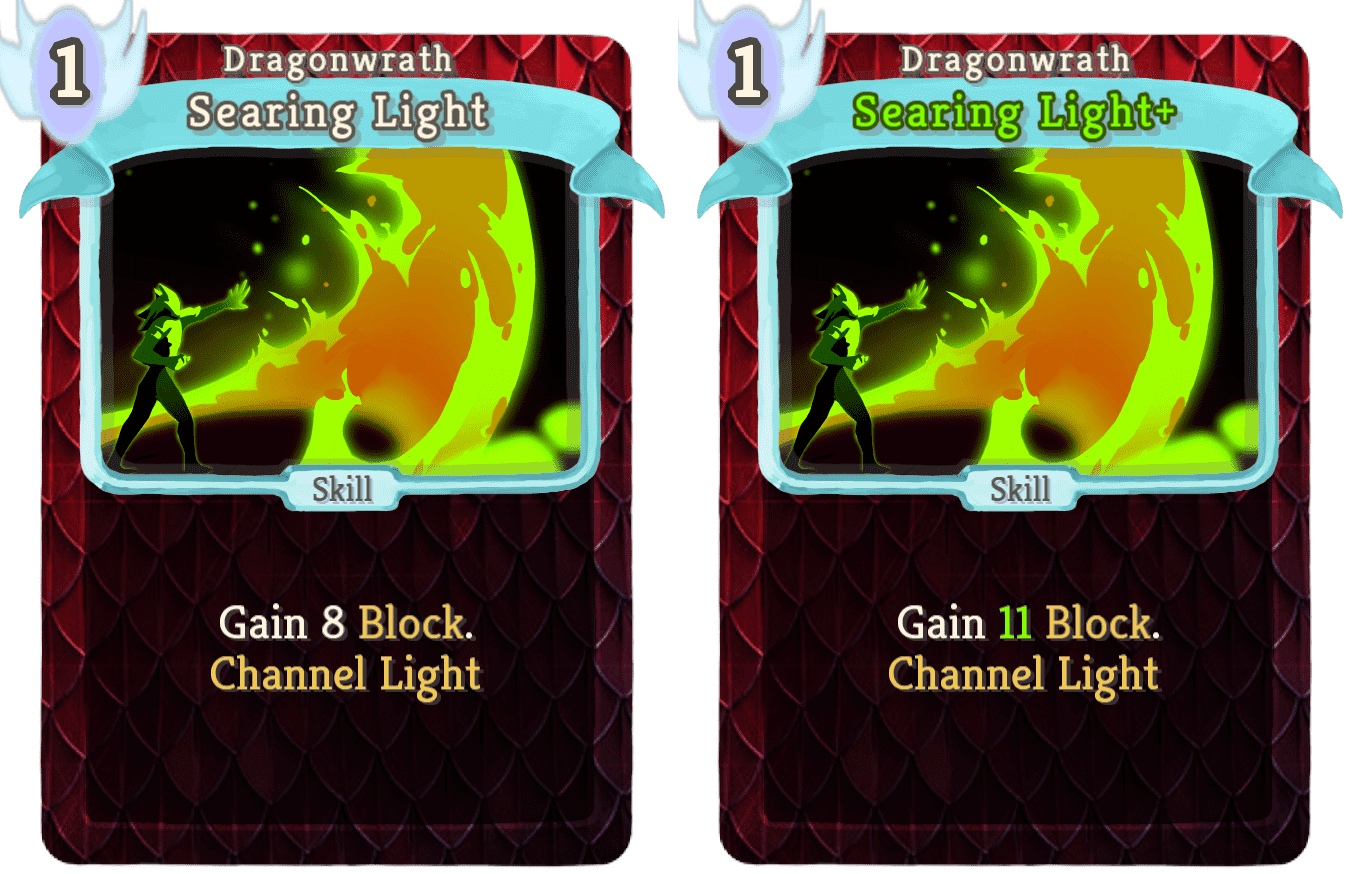 1
Dragonwrath
Searing Light
Skill
Gain 8 Block.
Channel Light
1
Dragonwrath
Searing Light+
Skill
Gain 11 Block.
Channel Light